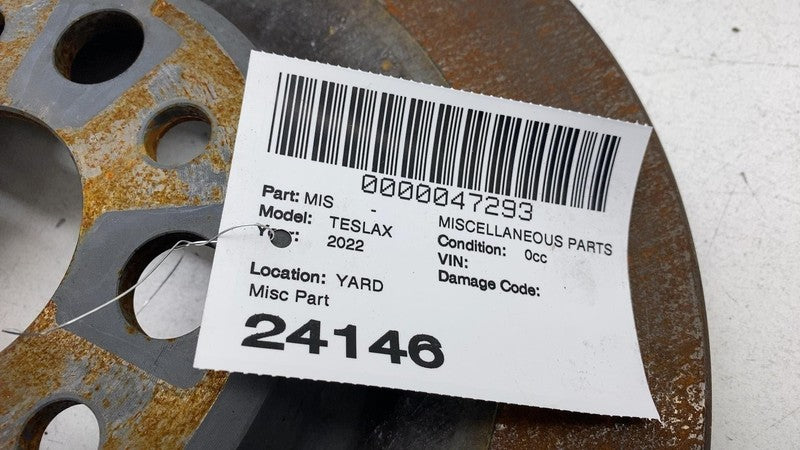 0000047293
Part: MIS - MISCELLANEOUS PARTS
Model: TESLAX Condition: 0cc
2022 VIN:
Damage Code:
Location: YARD
Misc Part
24146